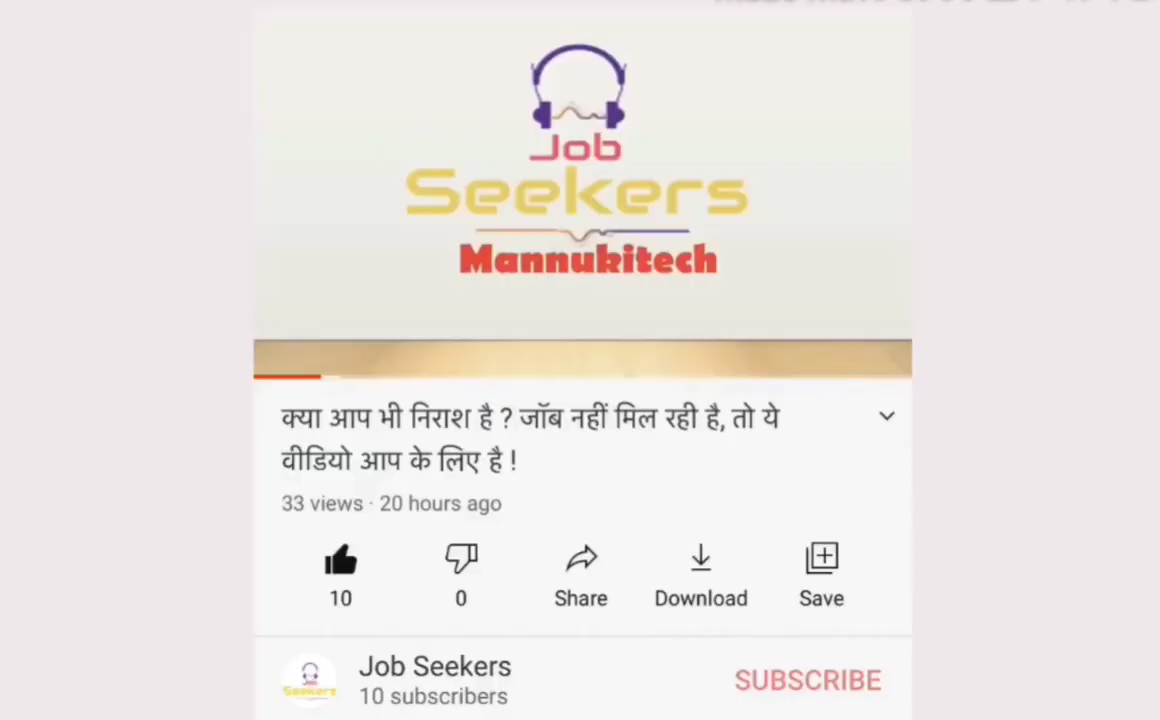 Job
Seekers
Mannukitech
क्या आप भी निराश है ? जॉब नहीं मिल रही है, तो ये
वीडियो आप के लिए है !
33 views · 20 hours ago
10
0
Share
Download
Save
Job Seekers
10 subscribers
SUBSCRIBE
Seekers